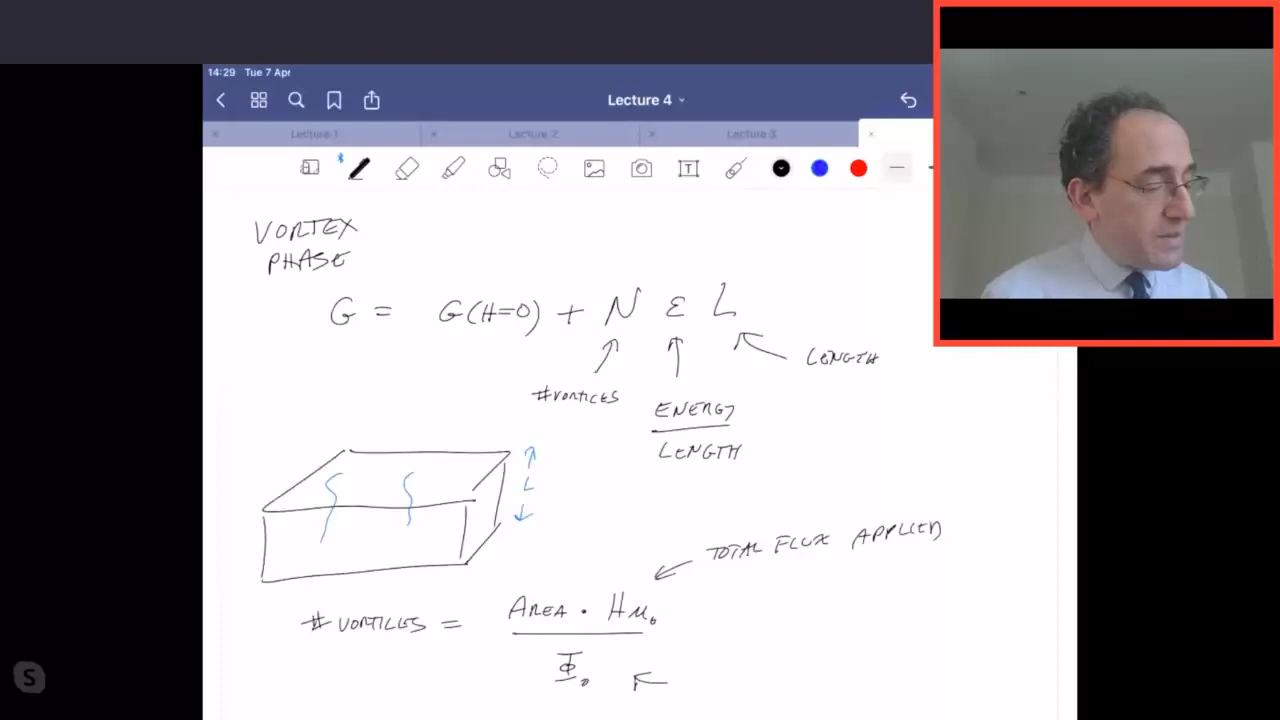 14:29 Tue 7 Apr
Lecture 4
Lecture 1 Lecture 2 Lecture 3
T
VORTEX
PHASE
G = G(H=0) + N ε L
#VORTICES
ENERGY
LENGTH
LENGTH
L
TOTAL FLUX APPLIED
#VORTICES = AREA · Hμ₀
Φ₀
S